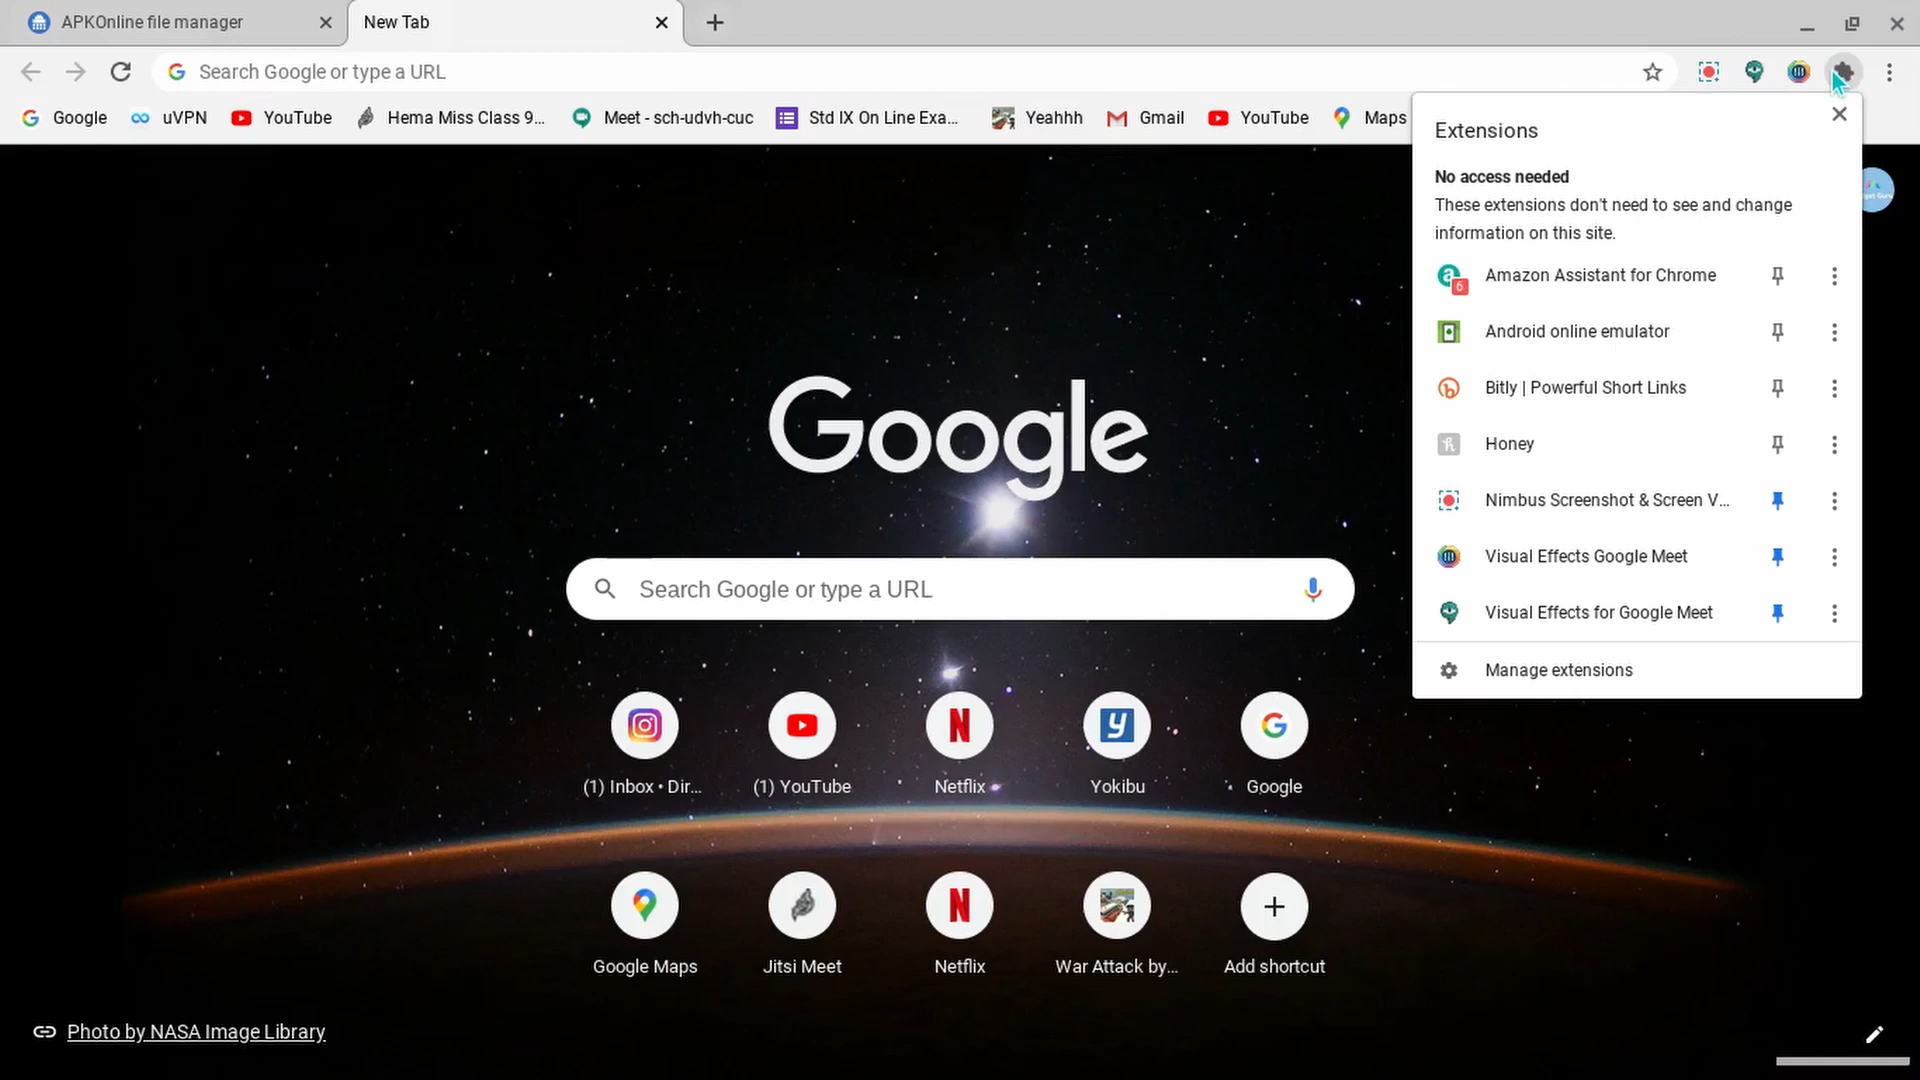 APKOnline file manager
New Tab
Search Google or type a URL
Google
uVPN
YouTube
Hema Miss Class 9...
Meet - sch-udvh-cuc
Std IX On Line Exa...
Yeahhh
Gmail
YouTube
Maps
Extensions
No access needed
These extensions don't need to see and change
information on this site.
Amazon Assistant for Chrome
6
Android online emulator
Bitly | Powerful Short Links
Honey
Nimbus Screenshot & Screen V...
Visual Effects Google Meet
Visual Effects for Google Meet
Manage extensions
Google
Search Google or type a URL
(1) Inbox • Dir...
(1) YouTube
Netflix
Yokibu
Google
Google Maps
Jitsi Meet
Netflix
War Attack by...
Add shortcut
Photo by NASA Image Library